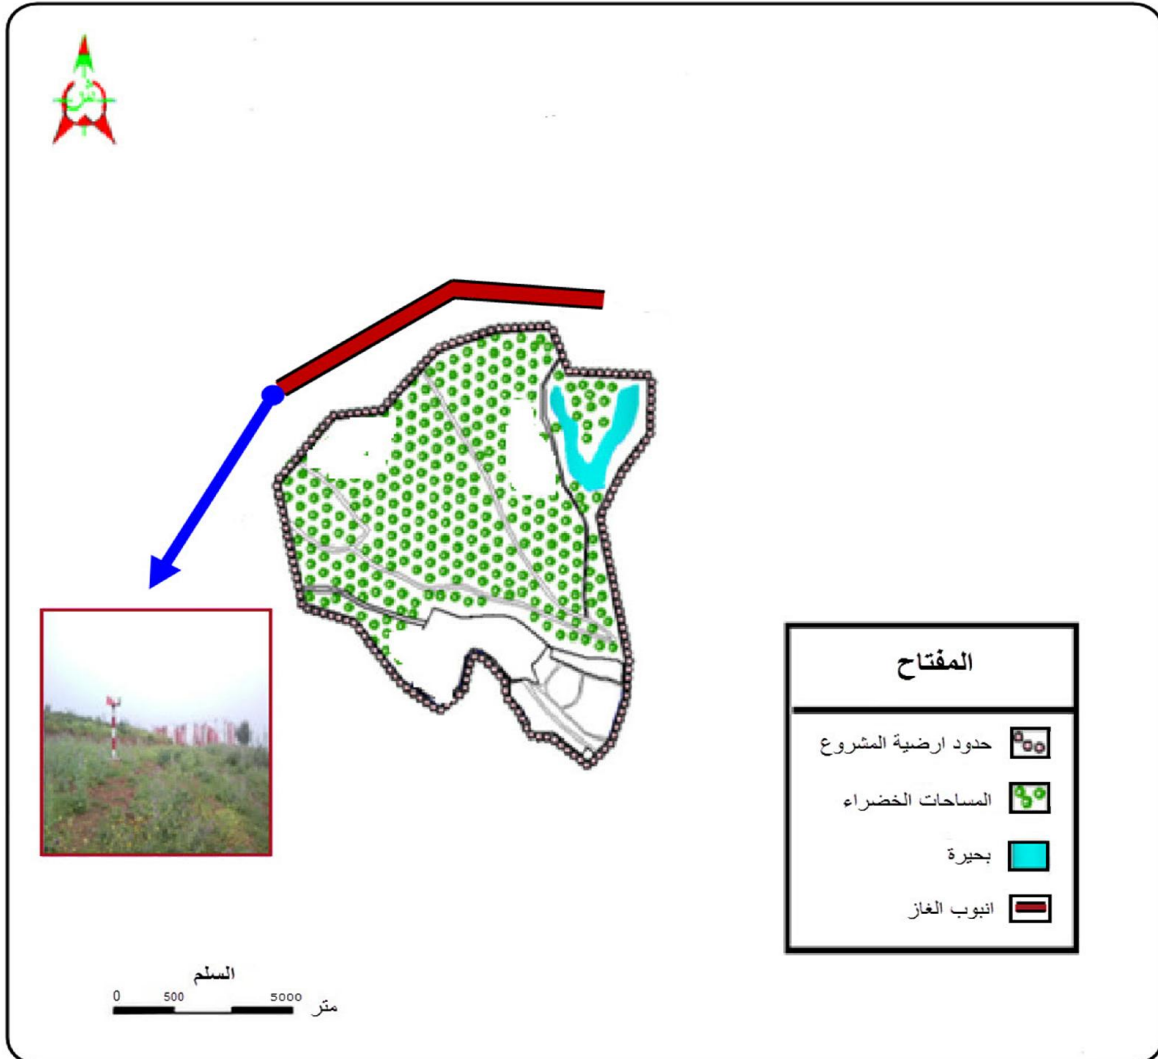 ش
المفتاح
حدود ارضية المشروع
المساحات الخضراء
بحيرة
انبوب الغاز
السلم
0 500 5000 متر